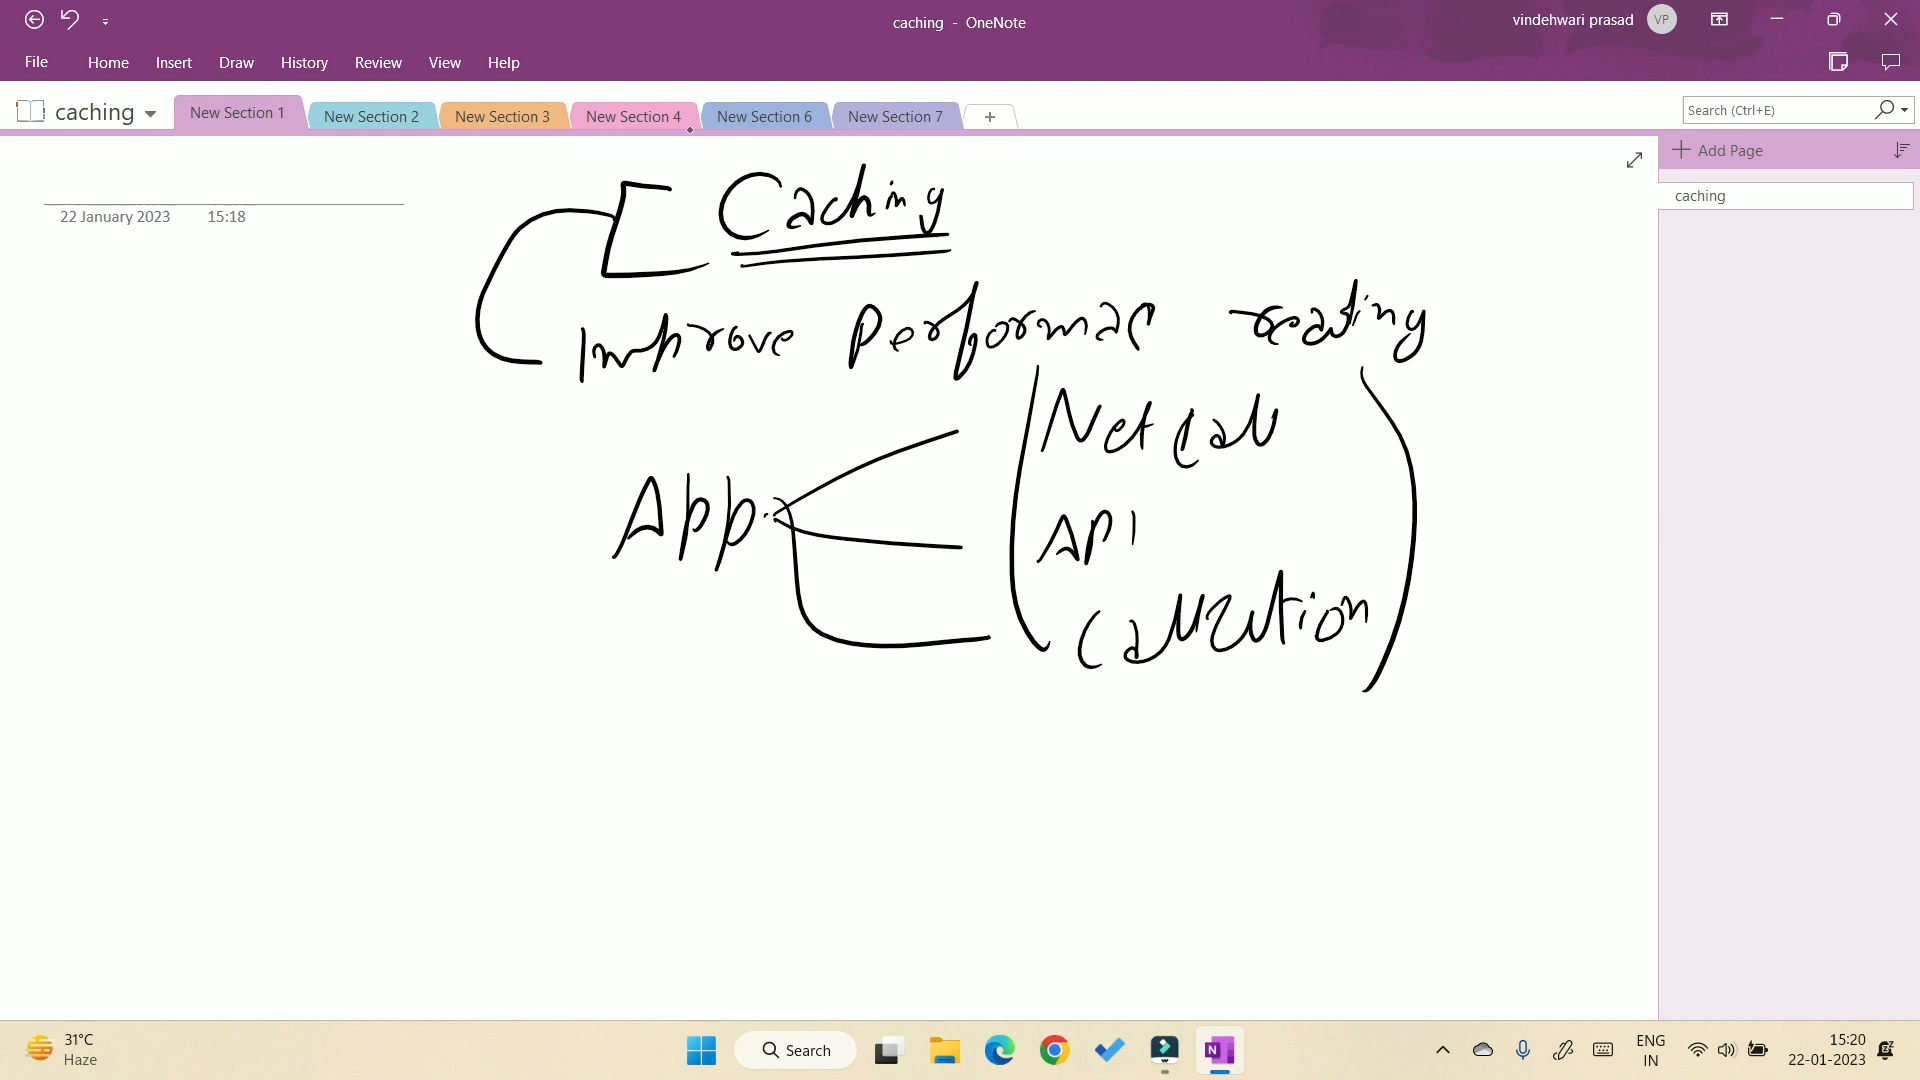 caching - OneNote
vindehwari prasad VP
File Home Insert Draw History Review View Help
caching New Section 1 New Section 2 New Section 3 New Section 4 New Section 6 New Section 7
Search (Ctrl+E)
Add Page
caching
22 January 2023 15:18
Caching
Improve Performac reading
Net Call
App
API
31°C
Haze
Search
N
ENG
IN
15:20
22-01-2023